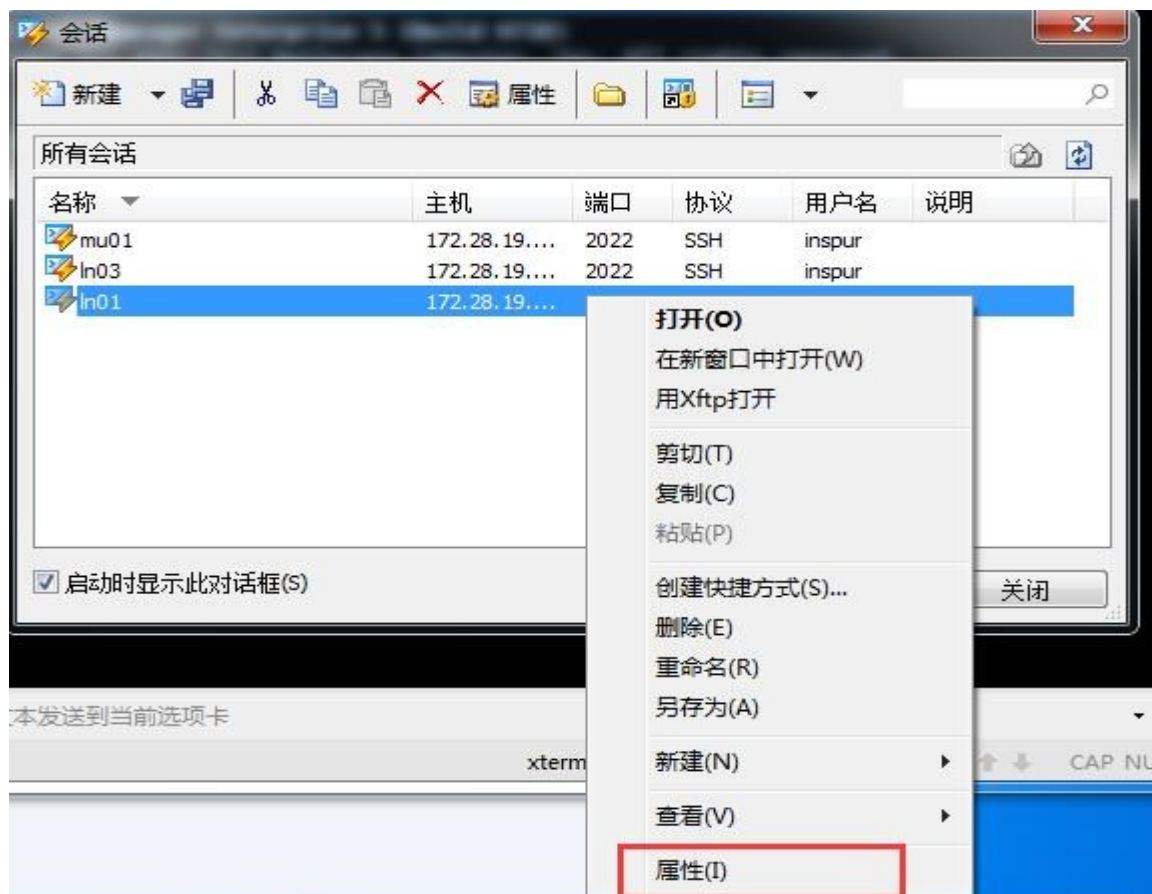 会话
新建 属性
所有会话
名称 主机 端口 协议 用户名 说明
mu01 172.28.19.... 2022 SSH inspur
ln03 172.28.19.... 2022 SSH inspur
ln01 172.28.19....
打开(O)
在新窗口中打开(W)
用Xftp打开
剪切(T)
复制(C)
粘贴(P)
创建快捷方式(S)...
删除(E)
重命名(R)
另存为(A)
新建(N)
查看(V)
属性(I)
启动时显示此对话框(S)
关闭
本发送到当前选项卡
xterm
CAP NU